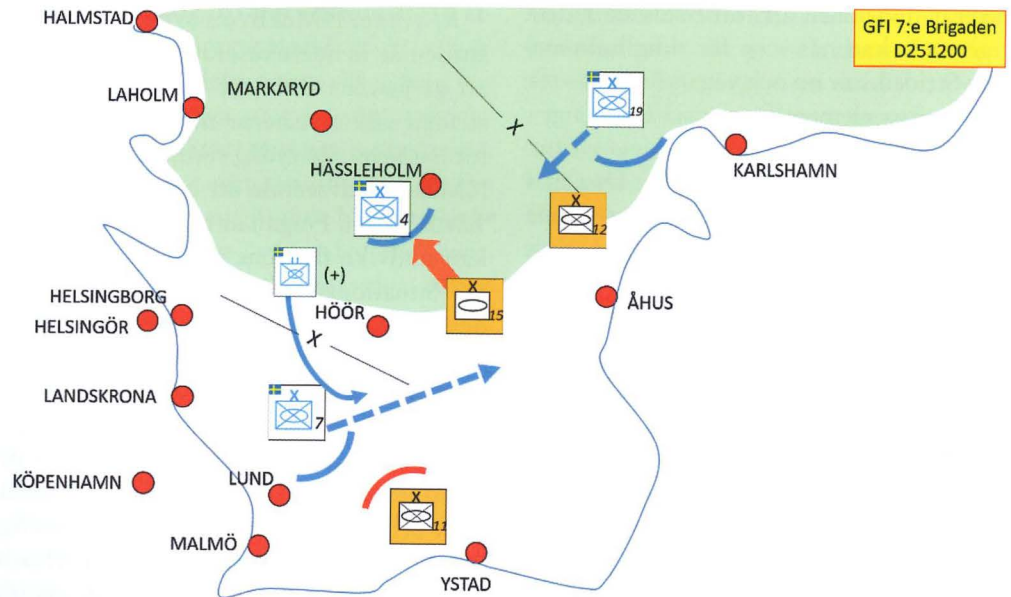 HALMSTAD
GFI 7:e Brigaden
D251200
LAHOLM
MARKARYD
X
19
X
KARLSHAMN
HÄSSLEHOLM
X
4
X
12
II
(+)
X
15
ÅHUS
HELSINGBORG
HELSINGÖR
HÖÖR
X
LANDSKRONA
X
7
KÖPENHAMN
LUND
X
11
MALMÖ
YSTAD